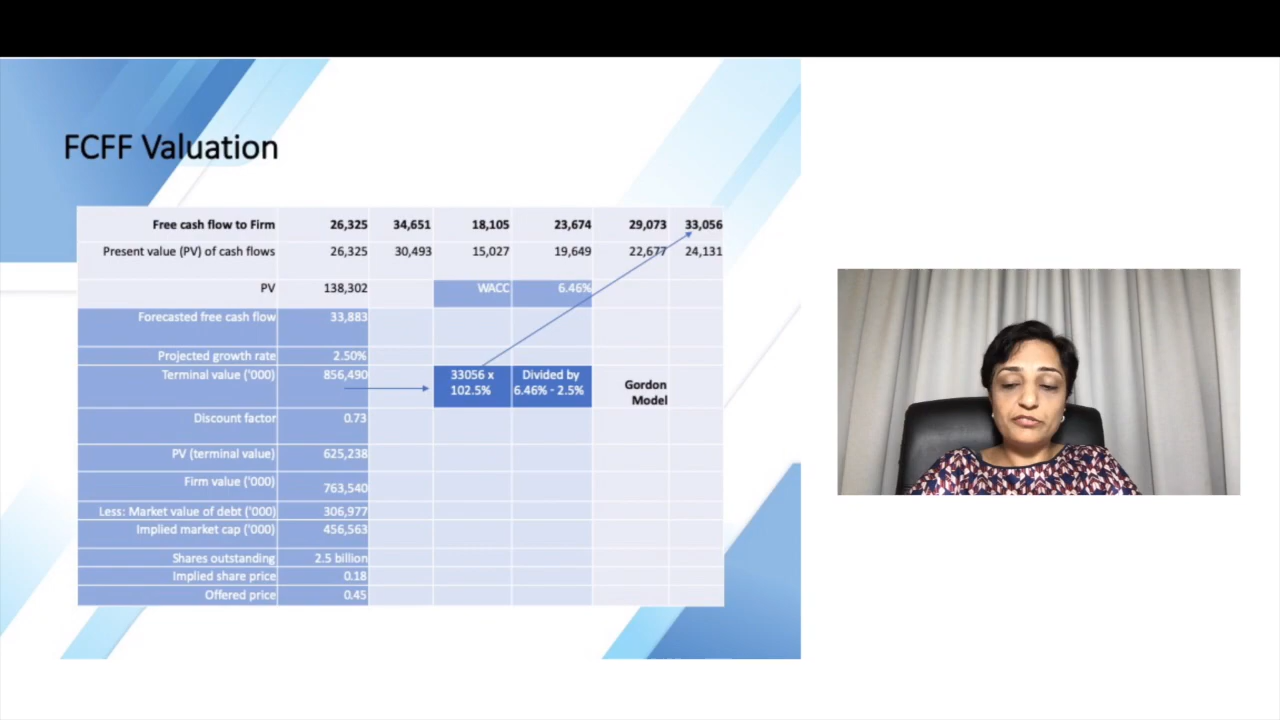 FCFF Valuation
Free cash flow to Firm 26,325 34,651 18,105 23,674 29,073 33,056
Present value (PV) of cash flows 26,325 30,493 15,027 19,649 22,677 24,131
PV 138,302 WACC 6.46%
Forecasted free cash flow 33,883
Projected growth rate 2.50%
Terminal value ('000) 856,490 33056 x Divided by
102.5% 6.46% - 2.5% Gordon
Model
Discount factor 0.73
PV (terminal value) 625,238
Firm value ('000) 763,540
Less: Market value of debt ('000) 306,977
Implied market cap ('000) 456,563
Shares outstanding 2.5 billion
Implied share price 0.18
Offered price 0.45